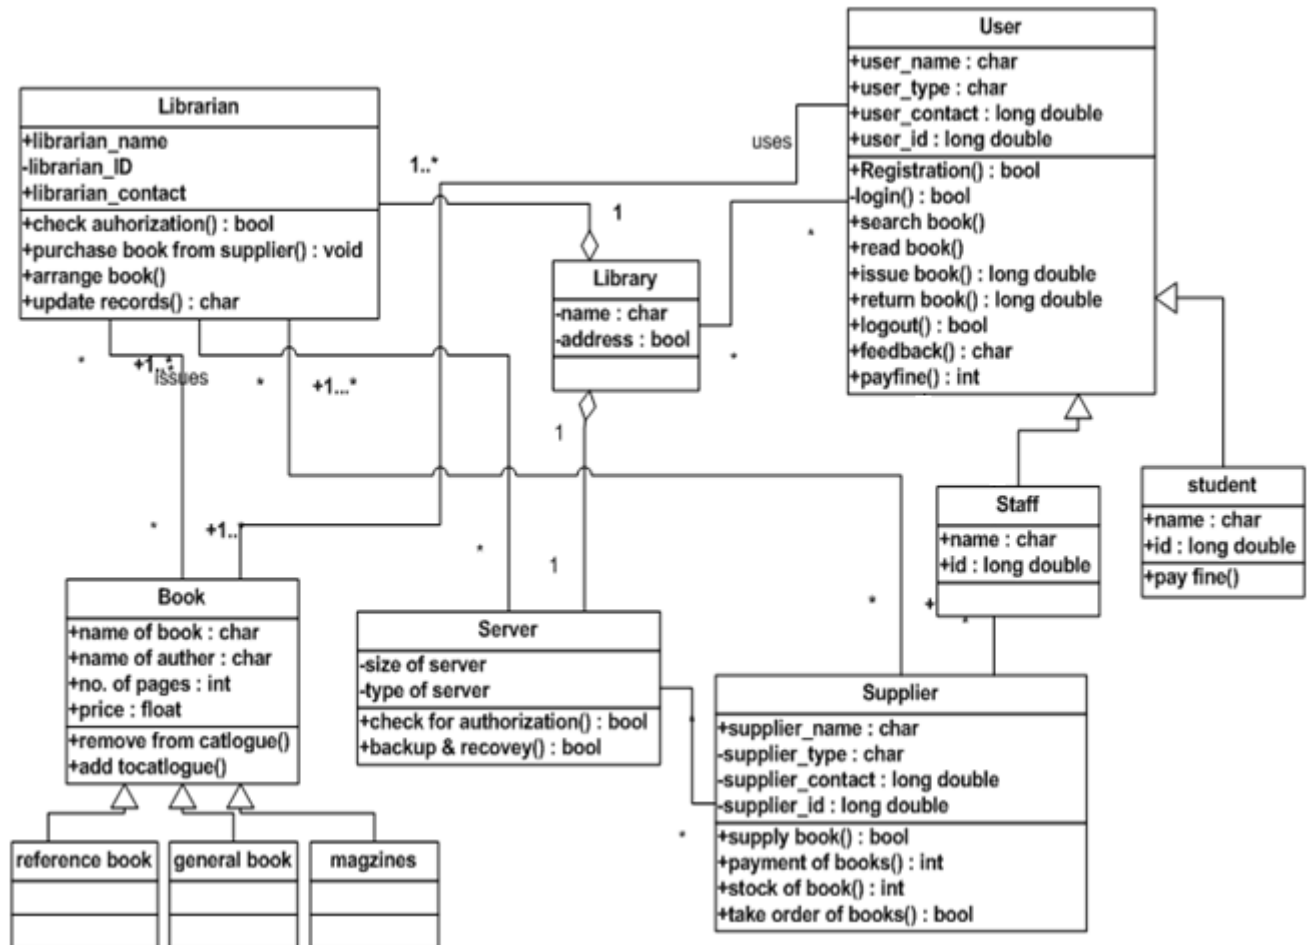 User
+user_name : char
+user_type : char
+user_contact : long double
+user_id : long double
+Registration() : bool
-login() : bool
+search book()
+read book()
+issue book() : long double
+return book() : long double
+logout() : bool
+feedback() : char
+payfine() : int
Librarian
+librarian_name
-librarian_ID
+librarian_contact
+check auhorization() : bool
+purchase book from supplier() : void
+arrange book()
+update records() : char
uses
1..*
1
*
Library
-name : char
-address : bool
*
*
+1...*
issues
*
+1...*
1
*
+1..*
*
1
Staff
+name : char
+id : long double
student
+name : char
+id : long double
+pay fine()
*
+
*
Book
+name of book : char
+name of auther : char
+no. of pages : int
+price : float
+remove from catlogue()
+add tocatlogue()
Server
-size of server
-type of server
+check for authorization() : bool
+backup & recovey() : bool
*
*
Supplier
+supplier_name : char
-supplier_type : char
-supplier_contact : long double
-supplier_id : long double
+supply book() : bool
+payment of books() : int
+stock of book() : int
+take order of books() : bool
reference book
general book
magzines